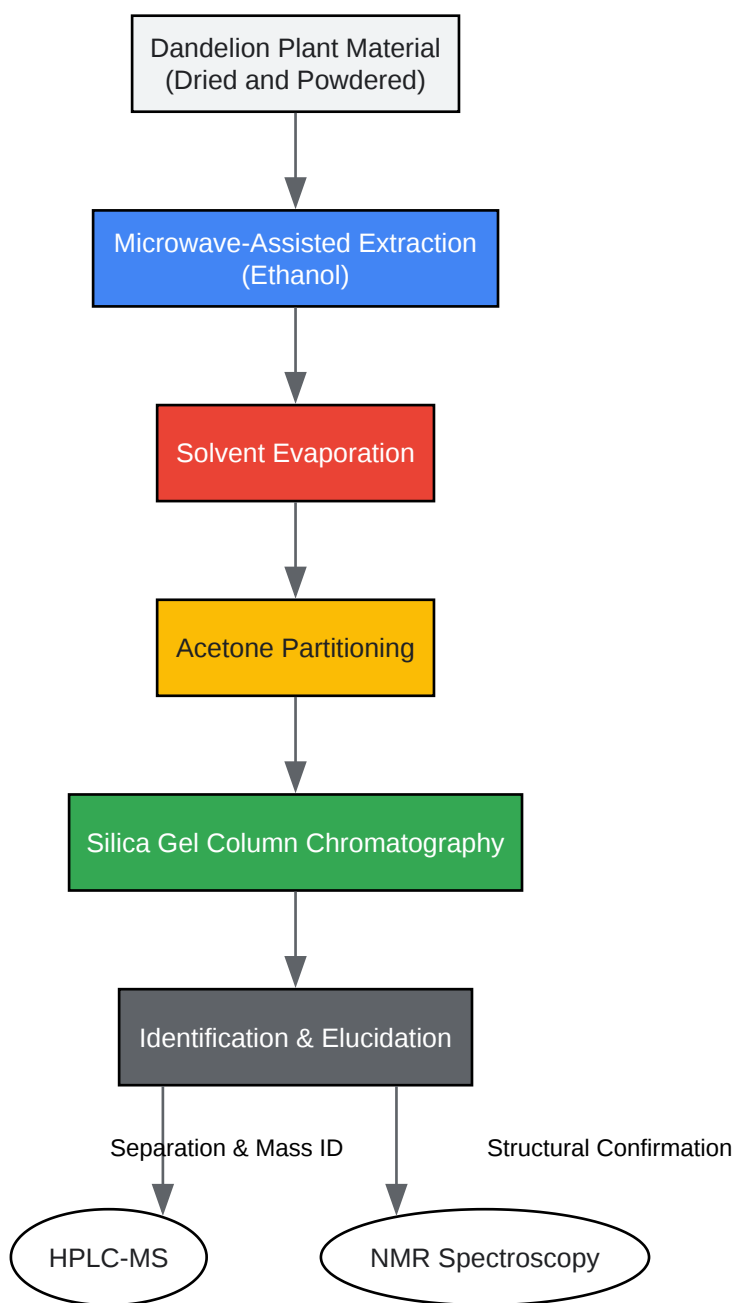 Dandelion Plant Material
(Dried and Powdered)
Microwave-Assisted Extraction
(Ethanol)
Solvent Evaporation
Acetone Partitioning
Silica Gel Column Chromatography
Identification & Elucidation
Separation & Mass ID
Structural Confirmation
HPLC-MS
NMR Spectroscopy